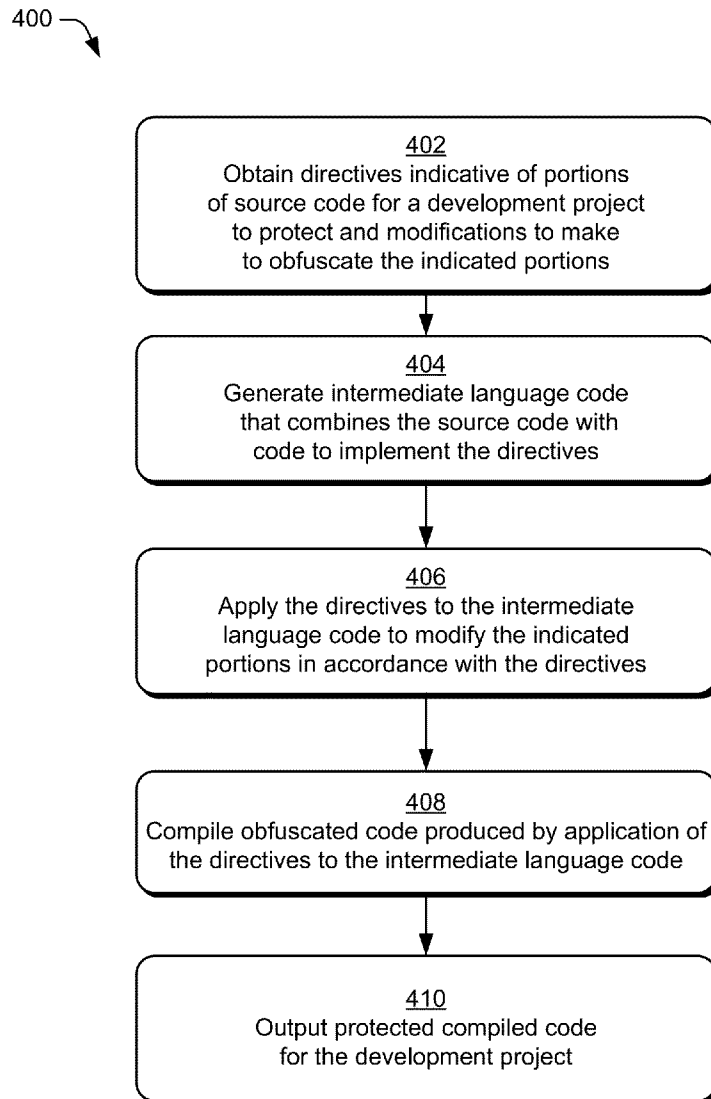 400
402
Obtain directives indicative of portions
of source code for a development project
to protect and modifications to make
to obfuscate the indicated portions
404
Generate intermediate language code
that combines the source code with
code to implement the directives
406
Apply the directives to the intermediate
language code to modify the indicated
portions in accordance with the directives
408
Compile obfuscated code produced by application of
the directives to the intermediate language code
410
Output protected compiled code
for the development project